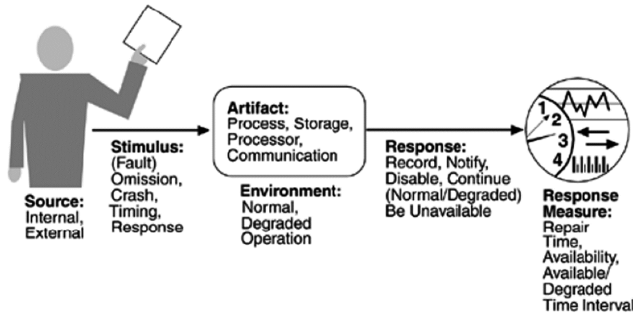 Source:
Internal,
External
Stimulus:
(Fault)
Omission,
Crash,
Timing,
Response
Artifact:
Process, Storage,
Processor,
Communication
Environment:
Normal,
Degraded
Operation
Response:
Record, Notify,
Disable, Continue
(Normal/Degraded)
Be Unavailable
1
2
3
4
Response
Measure:
Repair
Time,
Availability,
Available/
Degraded
Time Interval